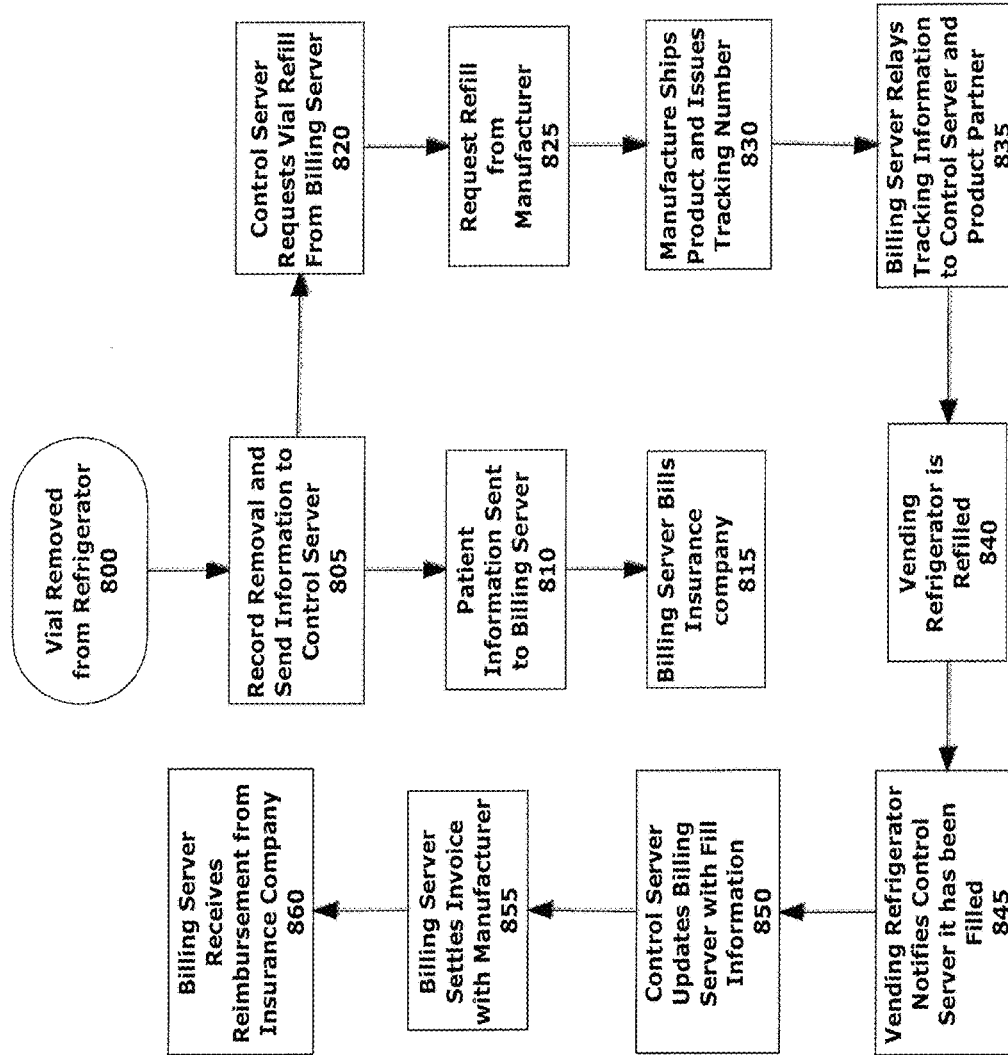 Vial Removed
from Refrigerator
800
Record Removal and
Send Information to
Control Server
805
Patient
Information Sent
to Billing Server
810
Billing Server Bills
Insurance
company
815
Control Server
Requests Vial Refill
From Billing Server
820
Request Refill
from
Manufacturer
825
Manufacture Ships
Product and Issues
Tracking Number
830
Billing Server Relays
Tracking Information
to Control Server and
Product Partner
835
Vending
Refrigerator is
Refilled
840
Vending Refrigerator
Notifies Control
Server it has been
Filled
845
Control Server
Updates Billing
Server with Fill
Information
850
Billing Server
Settles Invoice
with Manufacturer
855
Billing Server
Receives
Reimbursement from
Insurance Company
860